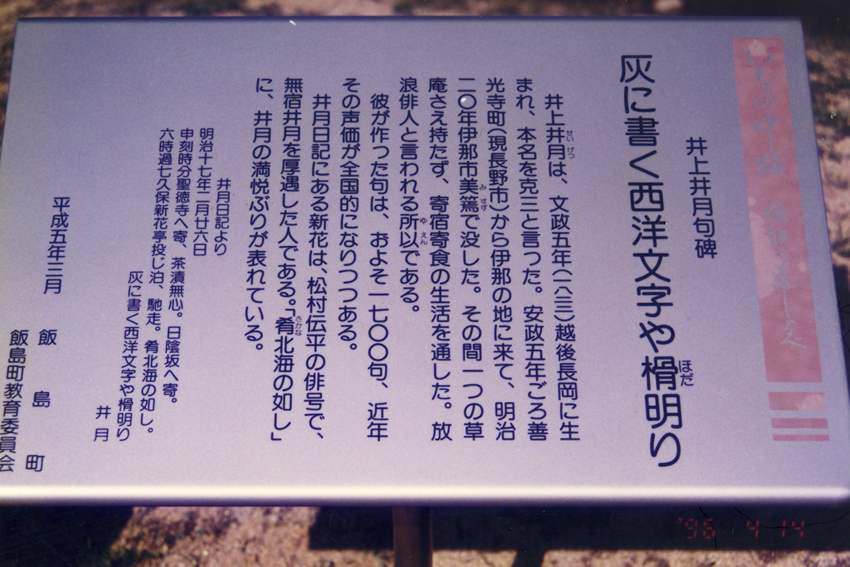 井上井月句碑
灰に書く西洋文字や榾明り
ほだ
井上井月は、文政五年(一八二二)越後長岡に生
せいげつ
まれ、本名を克三と言った。安政五年ごろ善
光寺町(現長野市)から伊那の地に来て、明治
二〇年伊那市美篶で没した。その間一つの草
みすず
庵さえ持たず、寄宿寄食の生活を通した。放
浪俳人と言われる所以である。
ゆえん
彼が作った句は、およそ一七〇〇句、近年
その声価が全国的になりつつある。
井月日記にある新花は、松村伝平の俳号で、
無宿井月を厚遇した人である。「肴北海の如し」
さかな
に、井月の満悦ぶりが表れている。
井月日記より
明治十七年二月廿六日
申刻時分聖徳寺へ寄、茶漬無心。日陰坂へ寄。
六時過七久保新花亭投じ泊、馳走。肴北海の如し。
灰に書く西洋文字や榾明り
井月
平成五年三月
飯島町
飯島町教育委員会
'96 4 14